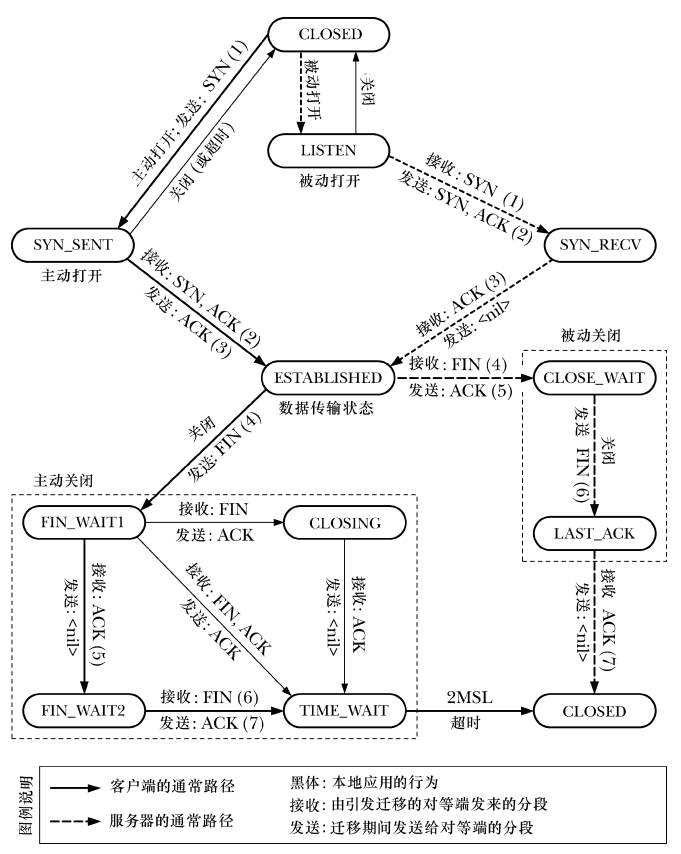 CLOSED
主动打开; 发送: SYN (1)
关闭 (或超时)
被动打开
关闭
LISTEN
被动打开
接收: SYN (1)
发送: SYN, ACK (2)
SYN_SENT
主动打开
SYN_RECV
接收: SYN, ACK (2)
发送: ACK (3)
接收: ACK (3)
发送: <nil>
ESTABLISHED
数据传输状态
接收: FIN (4)
发送: ACK (5)
被动关闭
CLOSE_WAIT
关闭
发送 FIN (6)
LAST_ACK
关闭
发送: FIN (4)
主动关闭
FIN_WAIT1
接收: FIN
发送: ACK
CLOSING
接收: ACK (5)
发送: <nil>
接收: FIN, ACK
发送: ACK
接收: ACK
发送: <nil>
接收 ACK (7)
发送: <nil>
FIN_WAIT2
接收: FIN (6)
发送: ACK (7)
TIME_WAIT
2MSL
超时
CLOSED
图例说明
客户端的通常路径
服务器的通常路径
黑体: 本地应用的行为
接收: 由引发迁移的对等端发来的分段
发送: 迁移期间发送给对等端的分段